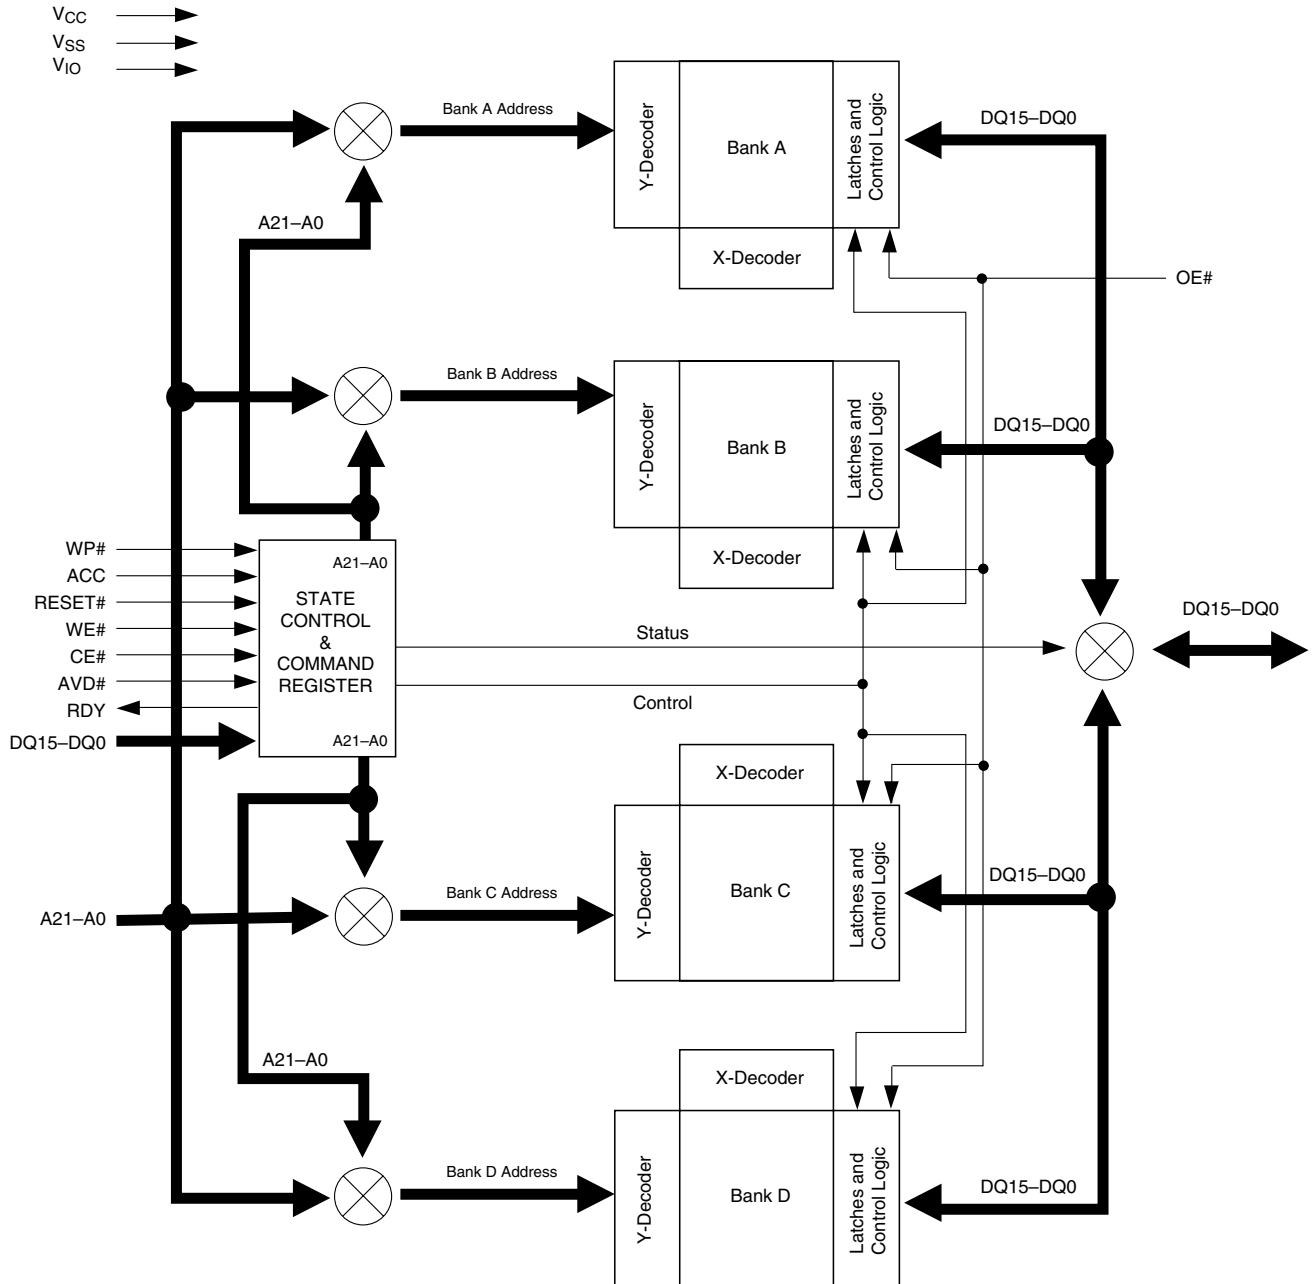 VCC
VSS
VIO
Bank A Address
Y-Decoder
Bank A
Latches and
Control Logic
DQ15–DQ0
A21–A0
X-Decoder
OE#
Bank B Address
Y-Decoder
Bank B
Latches and
Control Logic
DQ15–DQ0
X-Decoder
WP#
ACC
RESET#
WE#
CE#
AVD#
RDY
DQ15–DQ0
A21–A0
STATE
CONTROL
&
COMMAND
REGISTER
A21–A0
Status
Control
DQ15–DQ0
X-Decoder
Bank C Address
Y-Decoder
Bank C
Latches and
Control Logic
DQ15–DQ0
A21–A0
A21–A0
X-Decoder
Bank D Address
Y-Decoder
Bank D
Latches and
Control Logic
DQ15–DQ0